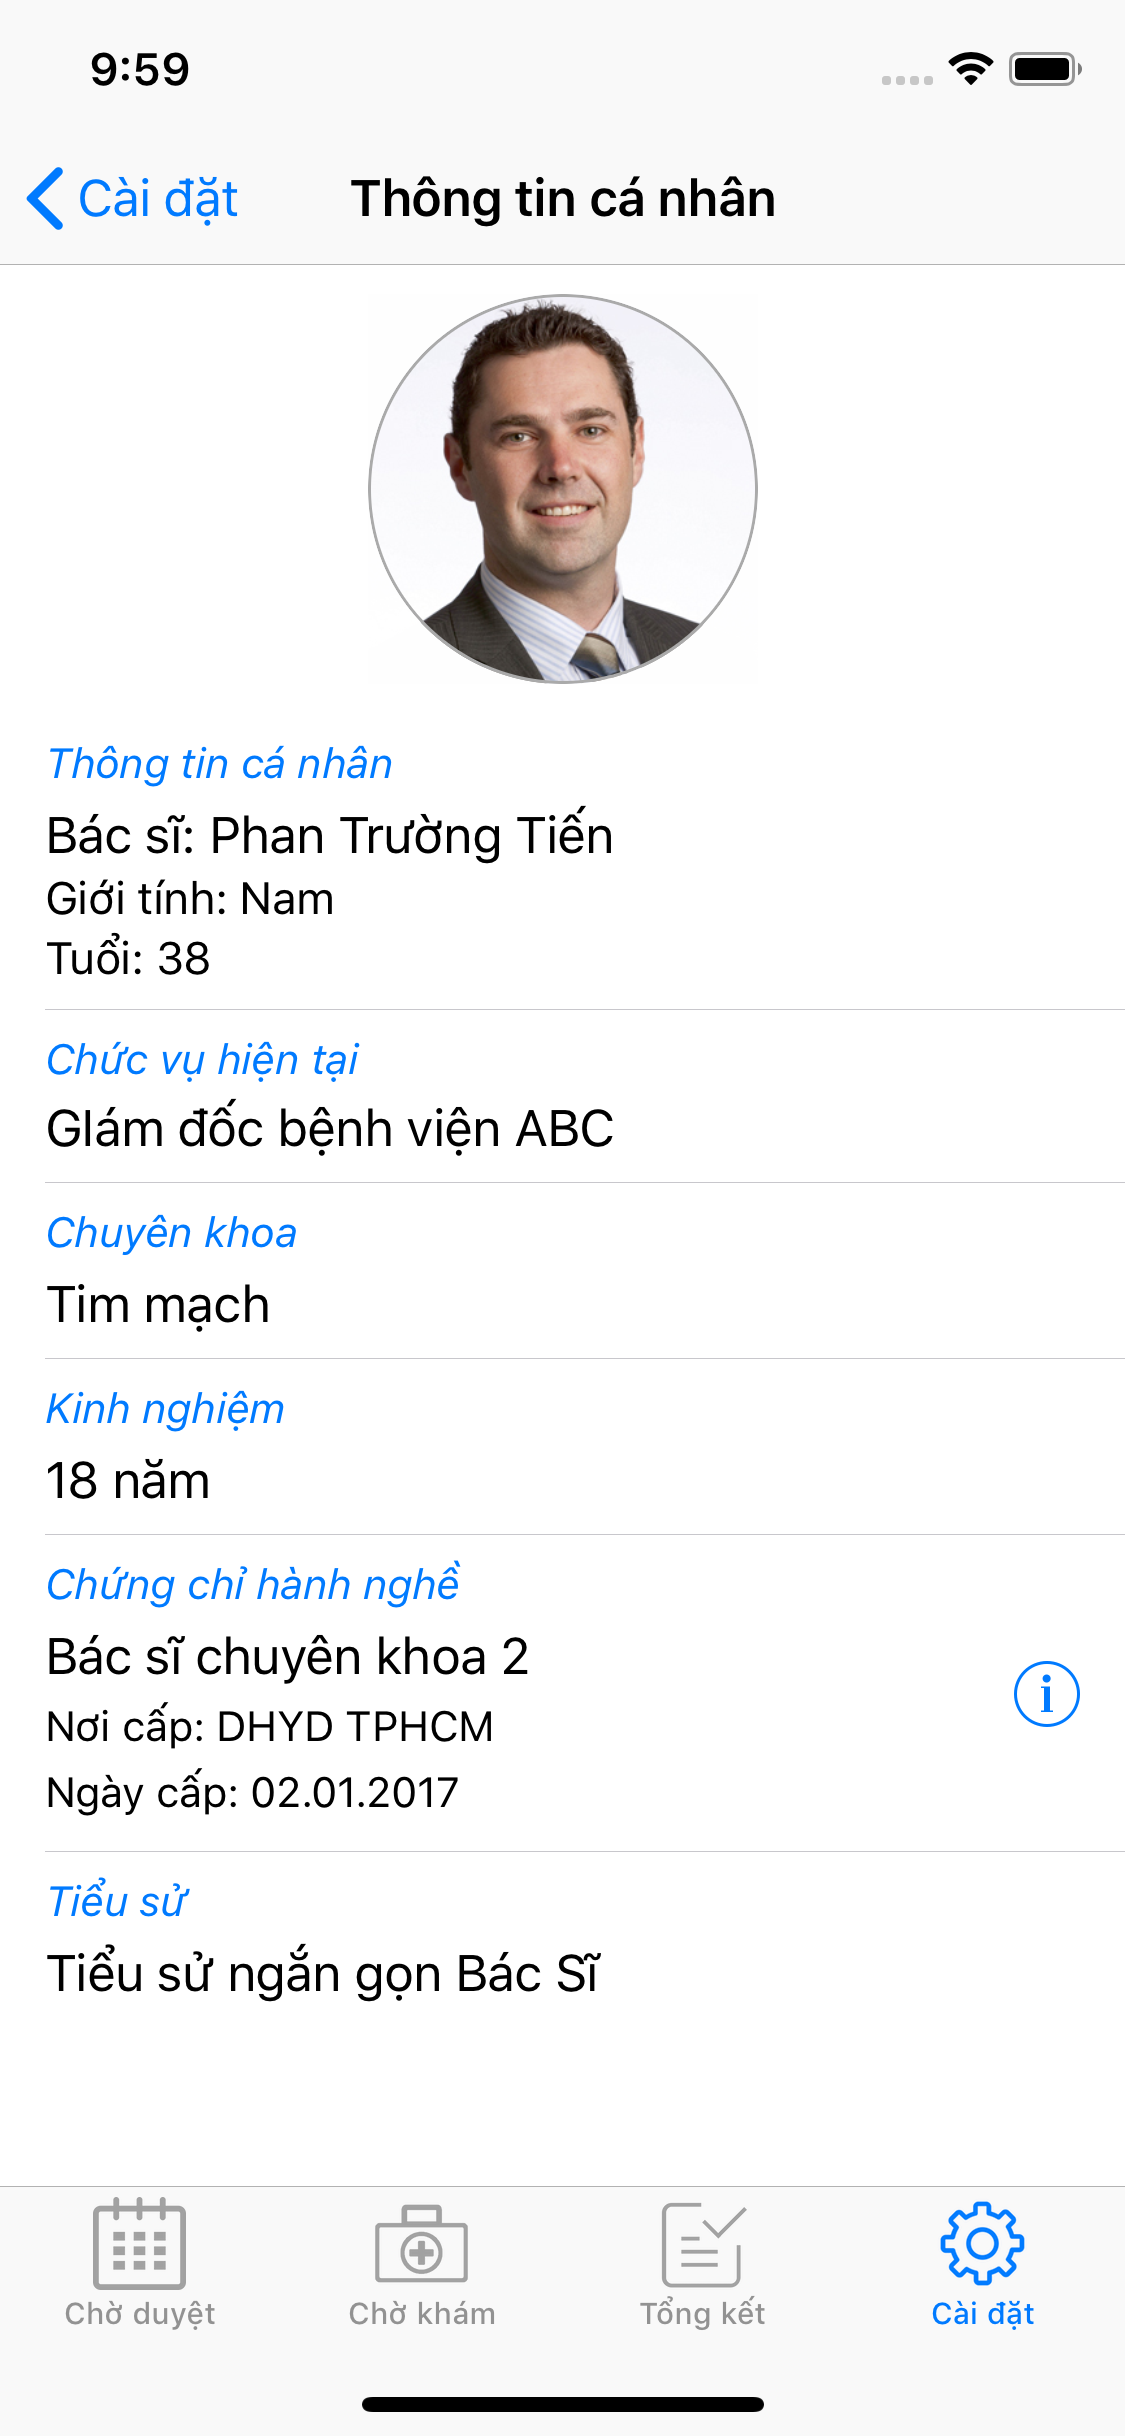 9:59
Cài đặt
Thông tin cá nhân
Thông tin cá nhân
Bác sĩ: Phan Trường Tiến
Giới tính: Nam
Tuổi: 38
Chức vụ hiện tại
GIám đốc bệnh viện ABC
Chuyên khoa
Tim mạch
Kinh nghiệm
18 năm
Chứng chỉ hành nghề
Bác sĩ chuyên khoa 2
Nơi cấp: DHYD TPHCM
Ngày cấp: 02.01.2017
Tiểu sử
Tiểu sử ngắn gọn Bác Sĩ
Chờ duyệt
Chờ khám
Tổng kết
Cài đặt